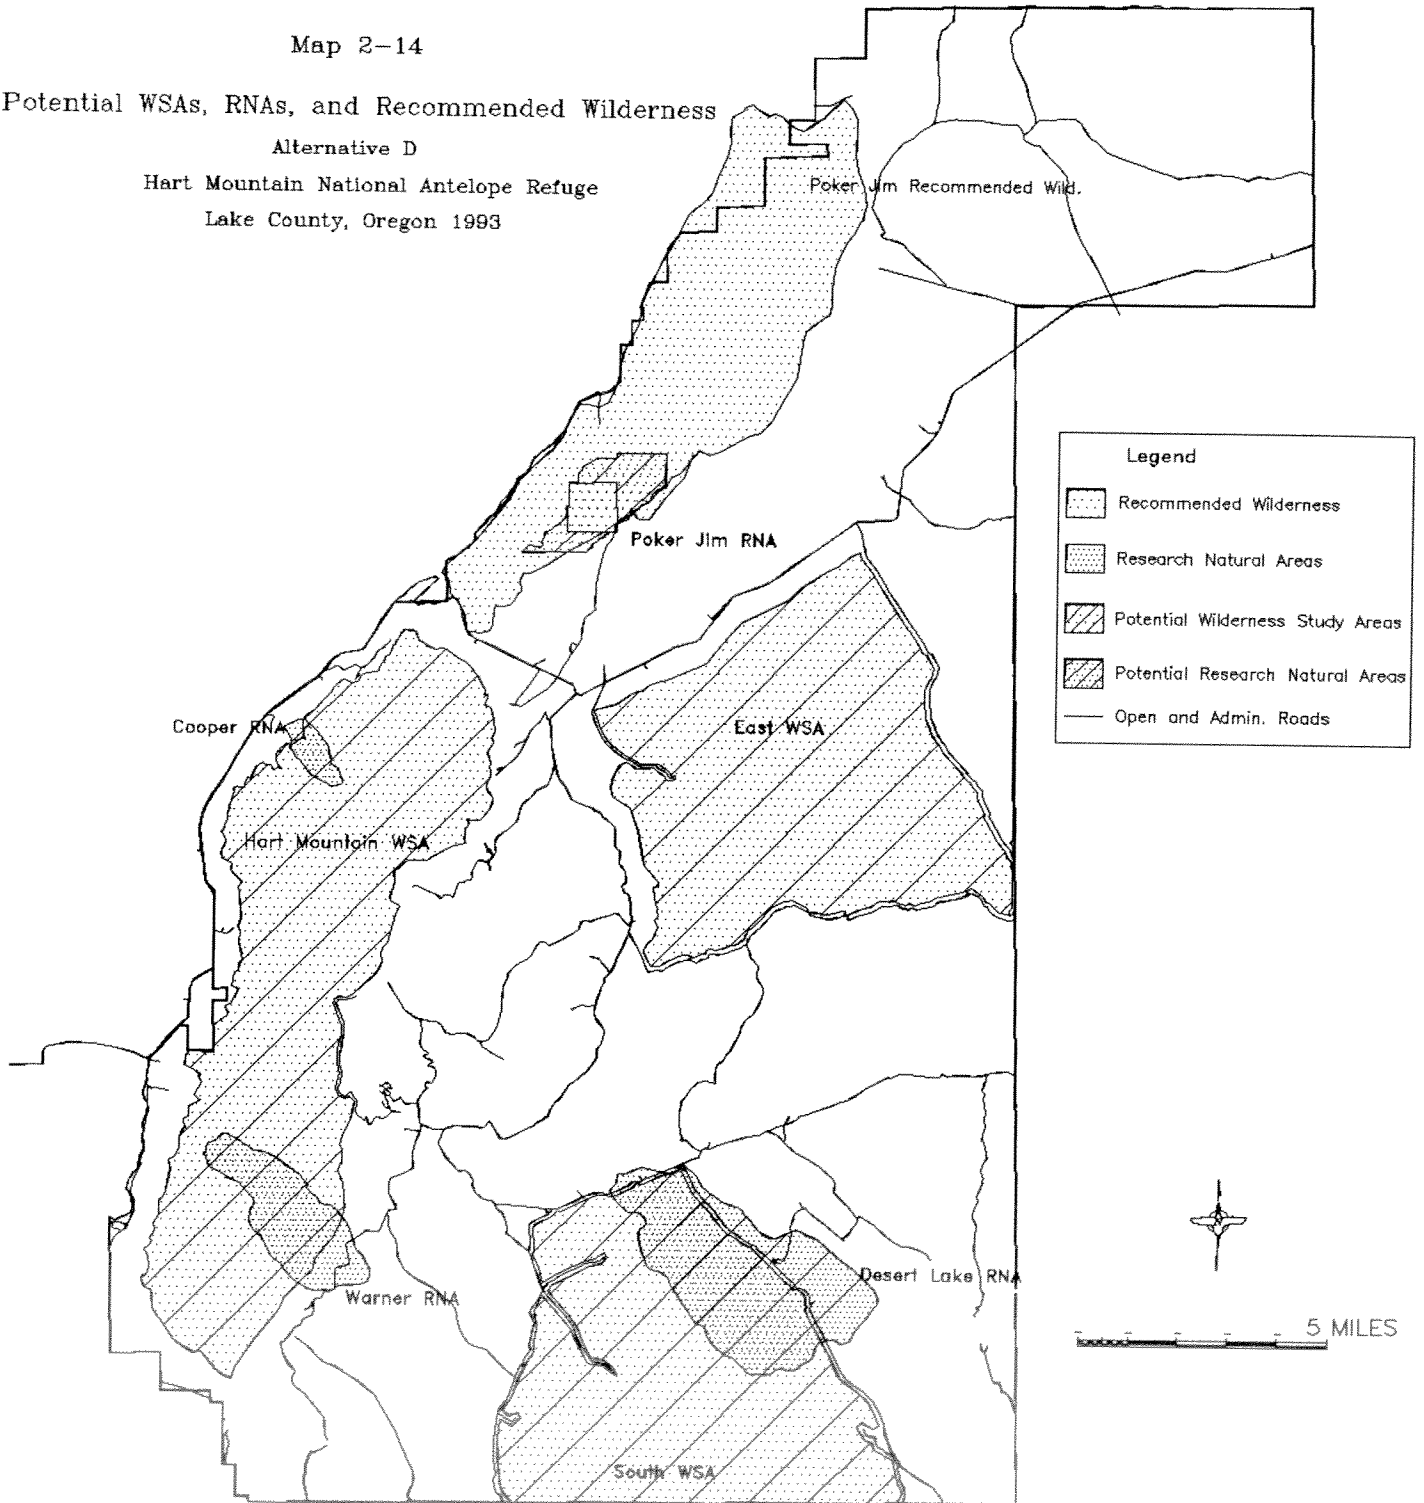 Map 2-14
Potential WSAs, RNAs, and Recommended Wilderness
Alternative D
Hart Mountain National Antelope Refuge
Lake County, Oregon 1993
Poker Jim Recommended Wild.
Legend
Recommended Wilderness
Research Natural Areas
Potential Wilderness Study Areas
Potential Research Natural Areas
Open and Admin. Roads
Poker Jim RNA
Cooper RNA
East WSA
Hart Mountain WSA
Desert Lake RNA
Warner RNA
5 MILES
South WSA